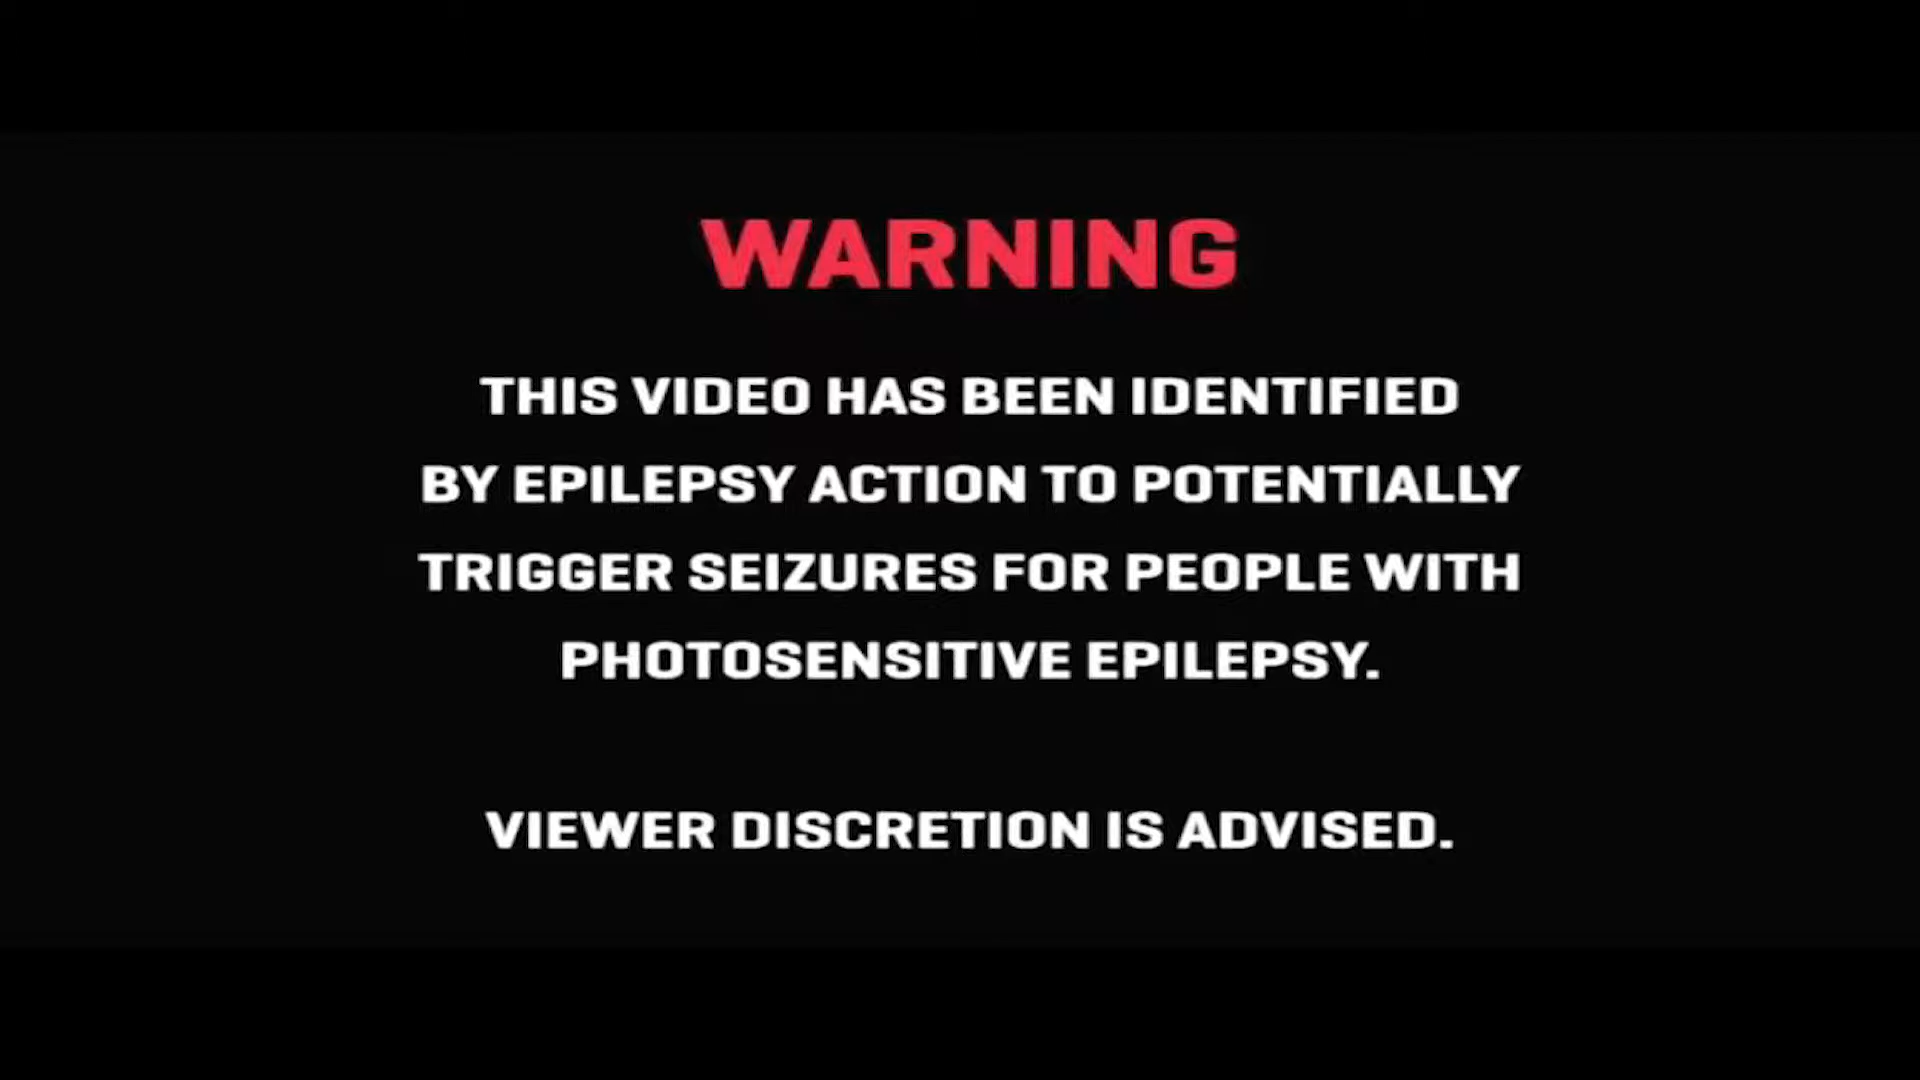 WARNING
THIS VIDEO HAS BEEN IDENTIFIED
BY EPILEPSY ACTION TO POTENTIALLY
TRIGGER SEIZURES FOR PEOPLE WITH
PHOTOSENSITIVE EPILEPSY.
VIEWER DISCRETION IS ADVISED.